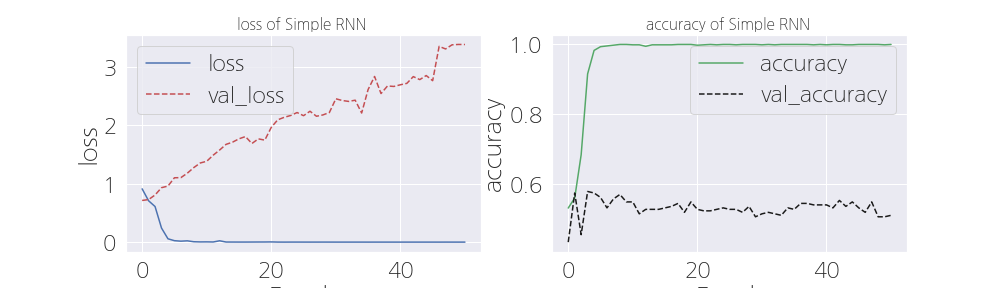 loss of Simple RNN
loss
val_loss
3
2
1
0
loss
0
20
40
accuracy of Simple RNN
accuracy
val_accuracy
1.0
0.8
0.6
accuracy
0
20
40